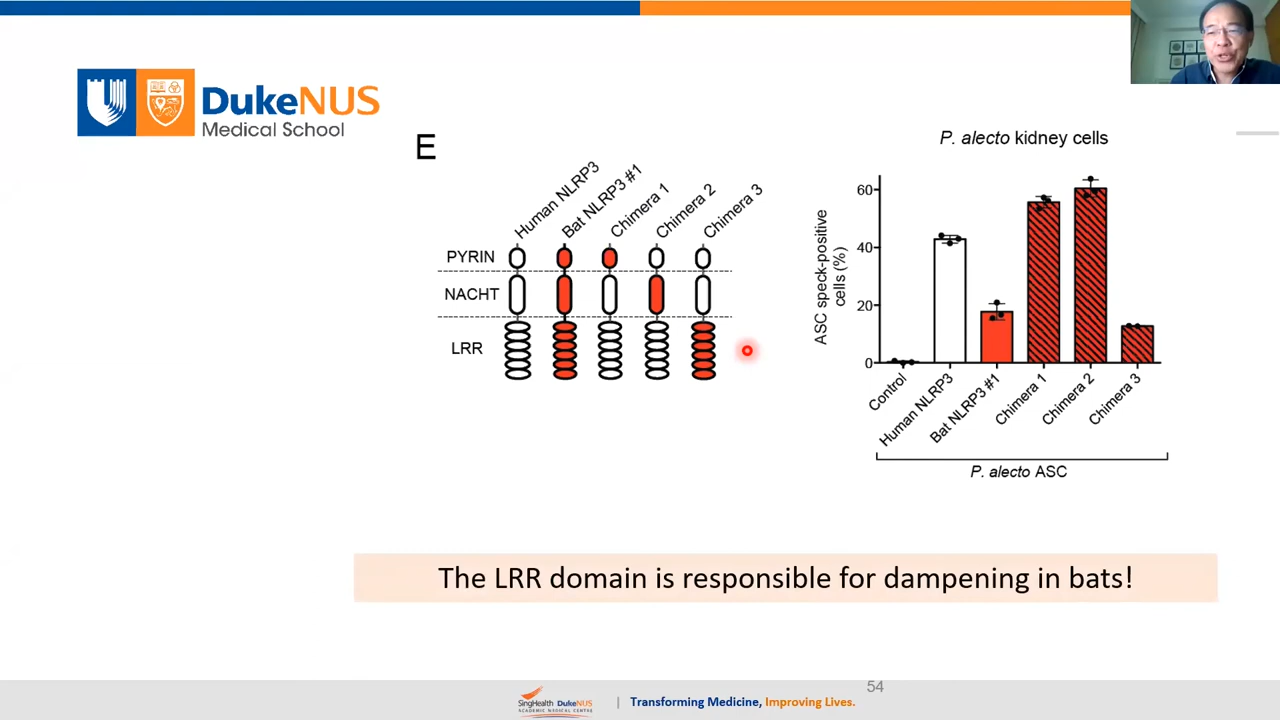 DukeNUS
Medical School
E
Human NLRP3
Bat NLRP3 #1
Chimera 1
Chimera 2
Chimera 3
PYRIN
NACHT
LRR
P. alecto kidney cells
ASC speck-positive
cells (%)
60
40
20
0
Control
Human NLRP3
Bat NLRP3 #1
Chimera 1
Chimera 2
Chimera 3
P. alecto ASC
The LRR domain is responsible for dampening in bats!
54
SingHealth DukeNUS
ACADEMIC MEDICAL CENTRE
| Transforming Medicine, Improving Lives.